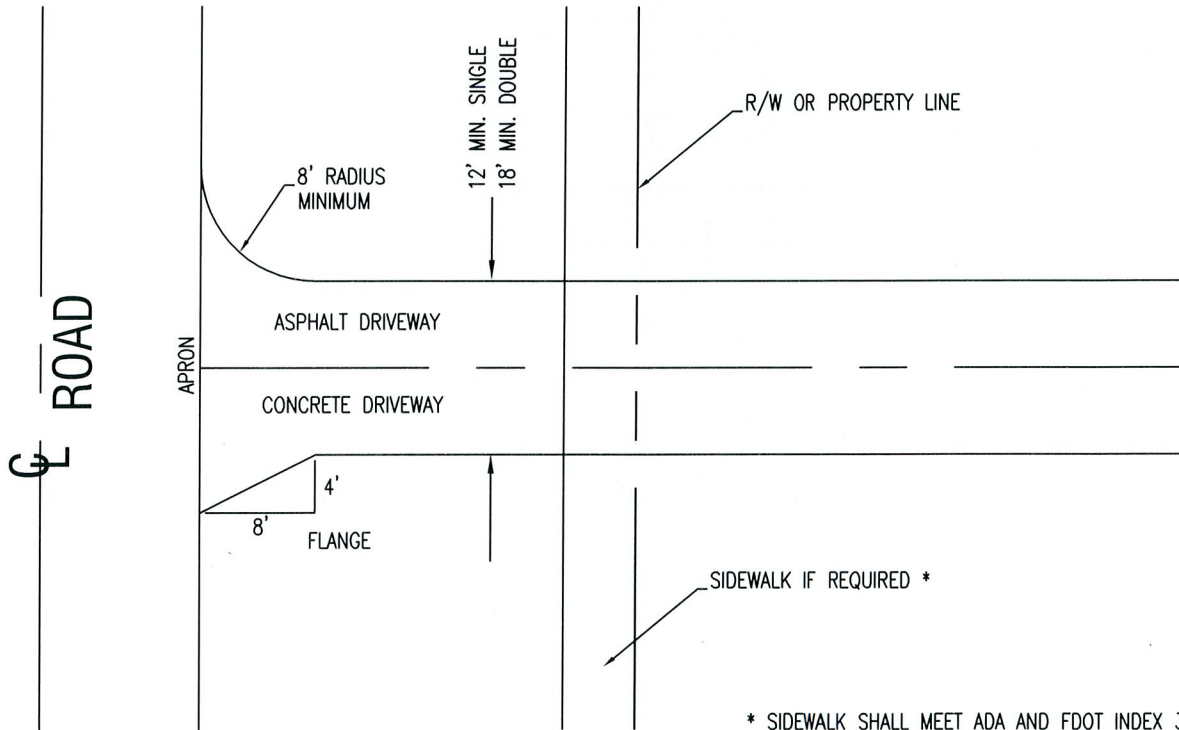 12' MIN. SINGLE
18' MIN. DOUBLE
R/W OR PROPERTY LINE
8' RADIUS
MINIMUM
ASPHALT DRIVEWAY
APRON
CONCRETE DRIVEWAY
℄ ROAD
4'
8'
FLANGE
SIDEWALK IF REQUIRED *
* SIDEWALK SHALL MEET ADA AND FDOT INDEX